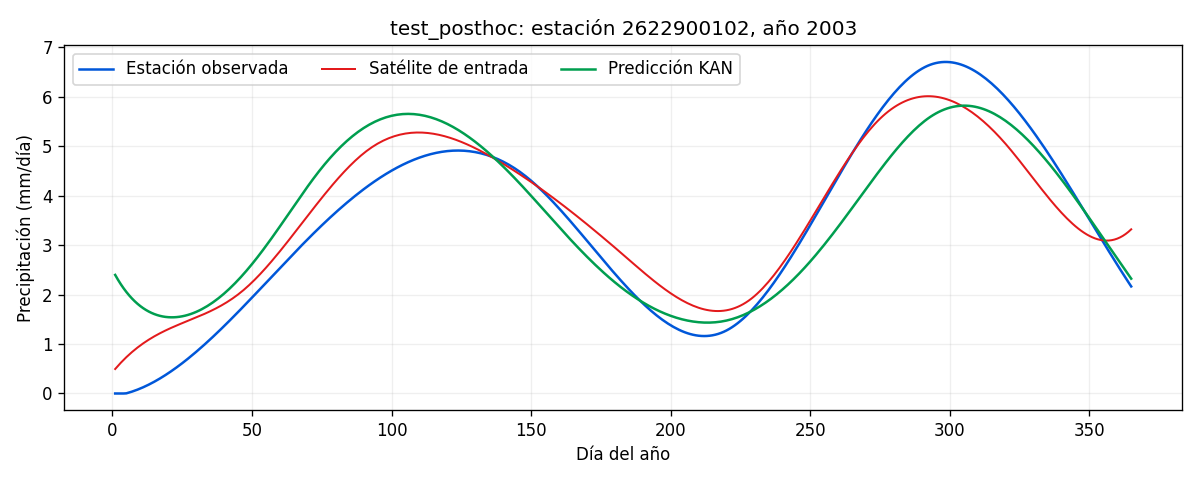 test_posthoc: estación 2622900102, año 2003
Estación observada
Satélite de entrada
Predicción KAN
Precipitación (mm/día)
7
6
5
4
3
2
1
0
0 50 100 150 200 250 300 350
Día del año